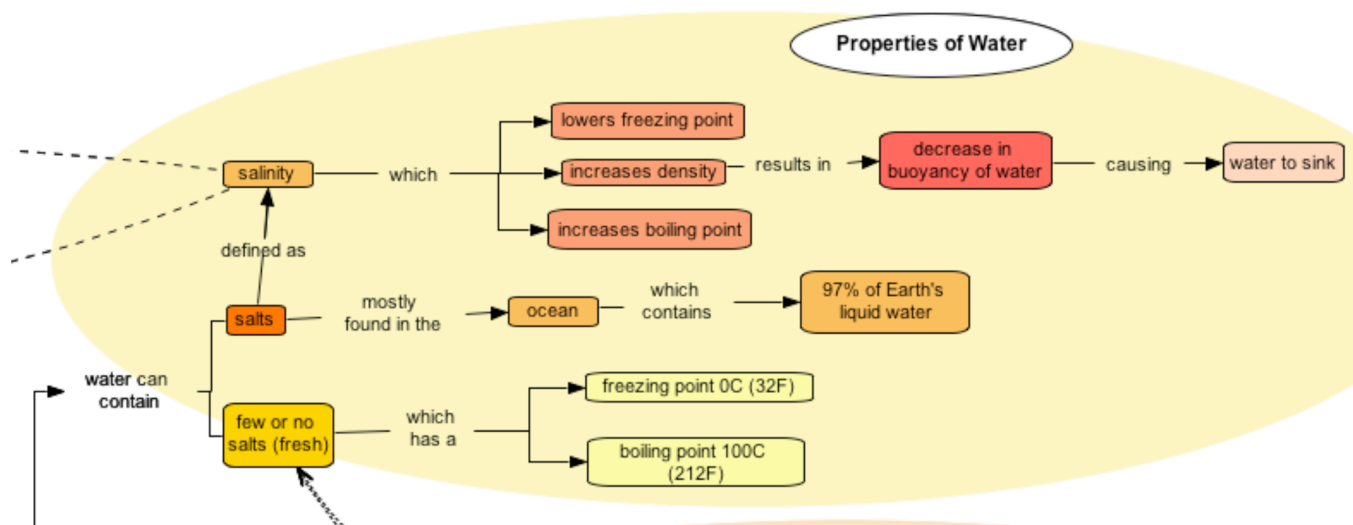 Properties of Water
lowers freezing point
salinity
which
increases density
results in
decrease in
buoyancy of water
causing
water to sink
increases boiling point
defined as
salts
mostly
found in the
ocean
which
contains
97% of Earth's
liquid water
water can
contain
few or no
salts (fresh)
which
has a
freezing point 0C (32F)
boiling point 100C
(212F)